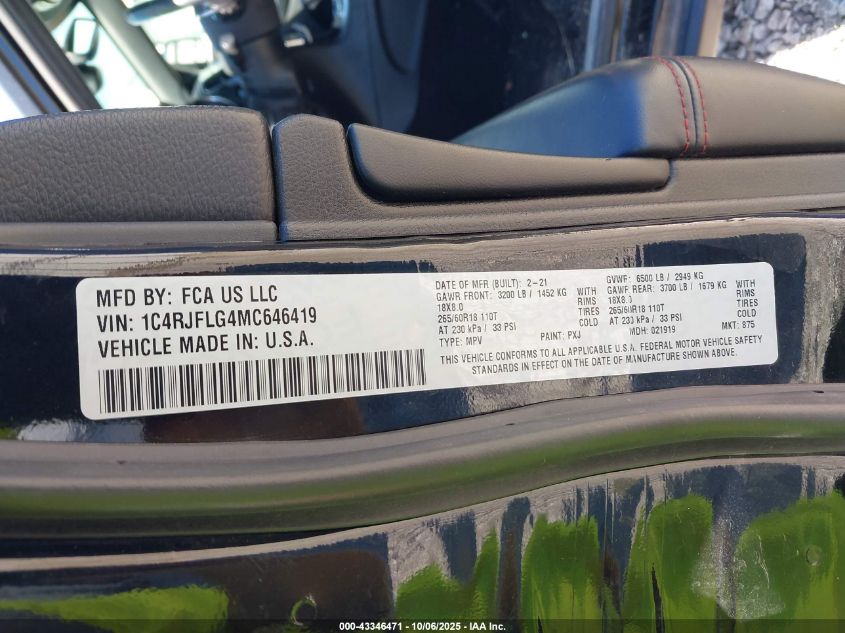 MFD BY: FCA US LLC
VIN: 1C4RJFLG4MC646419
VEHICLE MADE IN: U.S.A.
DATE OF MFR (BUILT): 2-21
GAWR FRONT: 3200 LB / 1452 KG WITH
18X8.0 RIMS
265/60R18 110T TIRES
AT 230 kPa / 33 PSI COLD
TYPE: MPV PAINT: PXJ
GVWR: 6500 LB / 2949 KG
GAWR REAR: 3700 LB / 1679 KG WITH
18X8.0 RIMS
265/60R18 110T TIRES
AT 230 kPa / 33 PSI COLD
MDH: 021919 MKT: 875
THIS VEHICLE CONFORMS TO ALL APPLICABLE U.S.A. FEDERAL MOTOR VEHICLE SAFETY
STANDARDS IN EFFECT ON THE DATE OF MANUFACTURE SHOWN ABOVE.
000-43346471 - 10/06/2025 - IAA Inc.